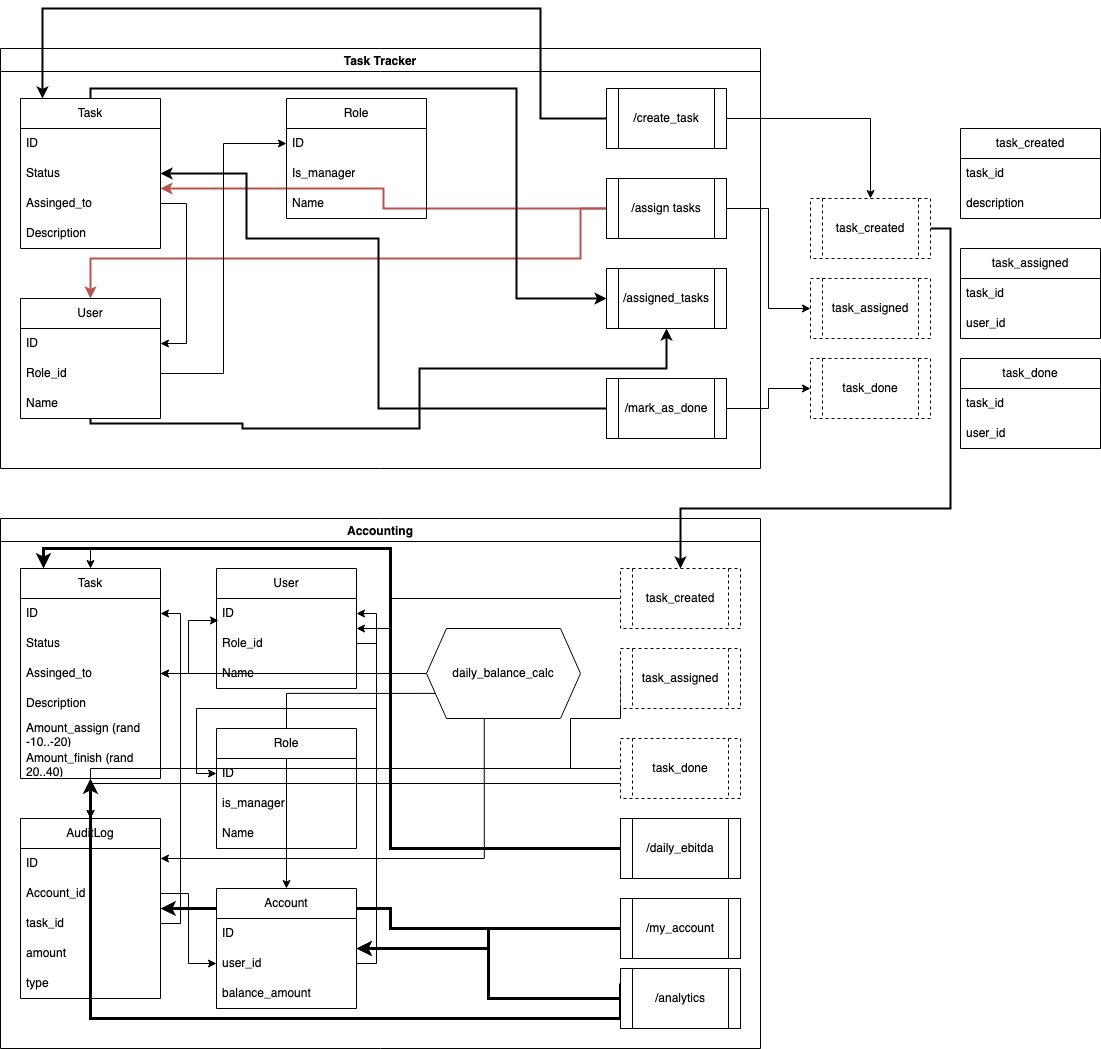 Task Tracker
Task
ID
Status
Assinged_to
Description
Role
ID
Is_manager
Name
User
ID
Role_id
Name
/create_task
/assign tasks
/assigned_tasks
/mark_as_done
task_created
task_assigned
task_done
task_created
task_id
description
task_assigned
task_id
user_id
task_done
task_id
user_id
Accounting
Task
ID
Status
Assinged_to
Description
Amount_assign (rand
-10..-20)
Amount_finish (rand
20..40)
User
ID
Role_id
Name
daily_balance_calc
Role
ID
is_manager
Name
AuditLog
ID
Account_id
task_id
amount
type
Account
ID
user_id
balance_amount
task_created
task_assigned
task_done
/daily_ebitda
/my_account
/analytics